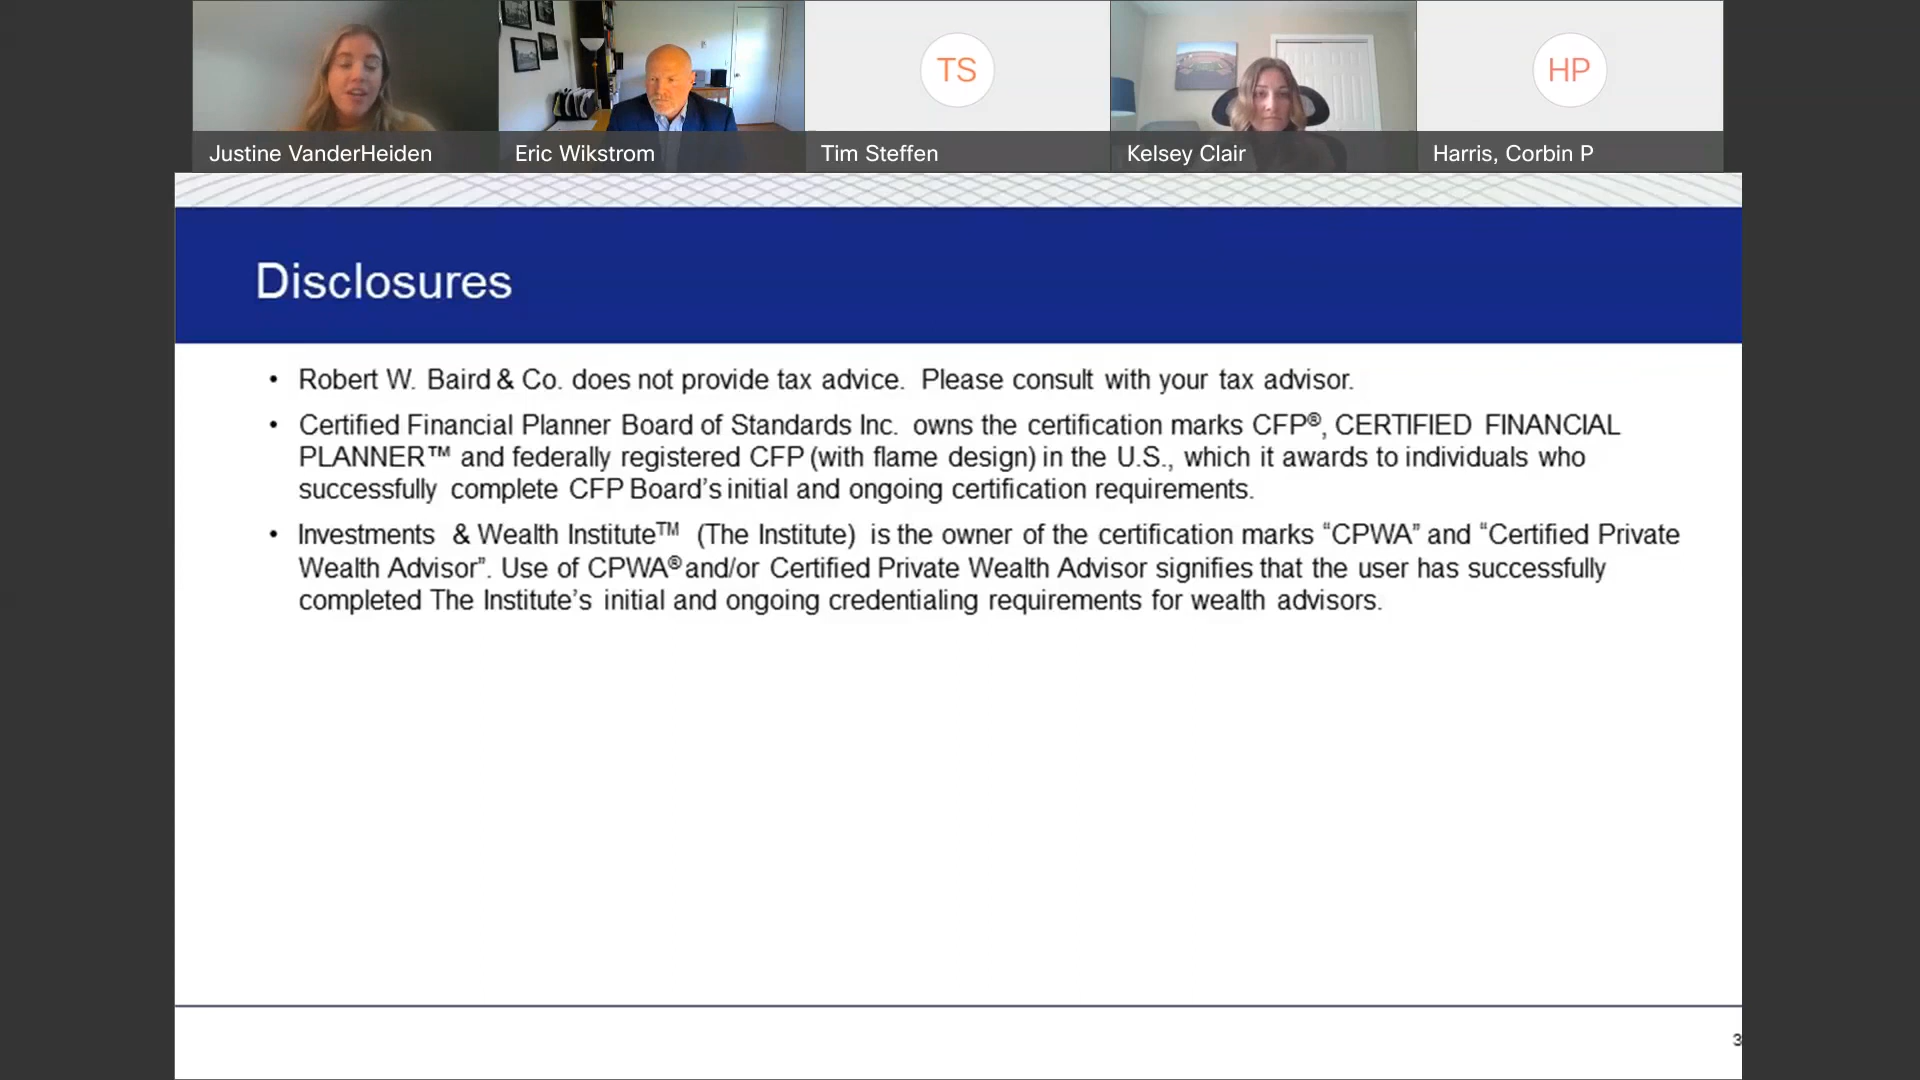 Justine VanderHeiden
Eric Wikstrom
TS
Tim Steffen
Kelsey Clair
HP
Harris, Corbin P
Disclosures
• Robert W. Baird & Co. does not provide tax advice. Please consult with your tax advisor.
• Certified Financial Planner Board of Standards Inc. owns the certification marks CFP®, CERTIFIED FINANCIAL
PLANNER™ and federally registered CFP (with flame design) in the U.S., which it awards to individuals who
successfully complete CFP Board’s initial and ongoing certification requirements.
• Investments & Wealth Institute™ (The Institute) is the owner of the certification marks “CPWA” and “Certified Private
Wealth Advisor”. Use of CPWA® and/or Certified Private Wealth Advisor signifies that the user has successfully
completed The Institute’s initial and ongoing credentialing requirements for wealth advisors.
3